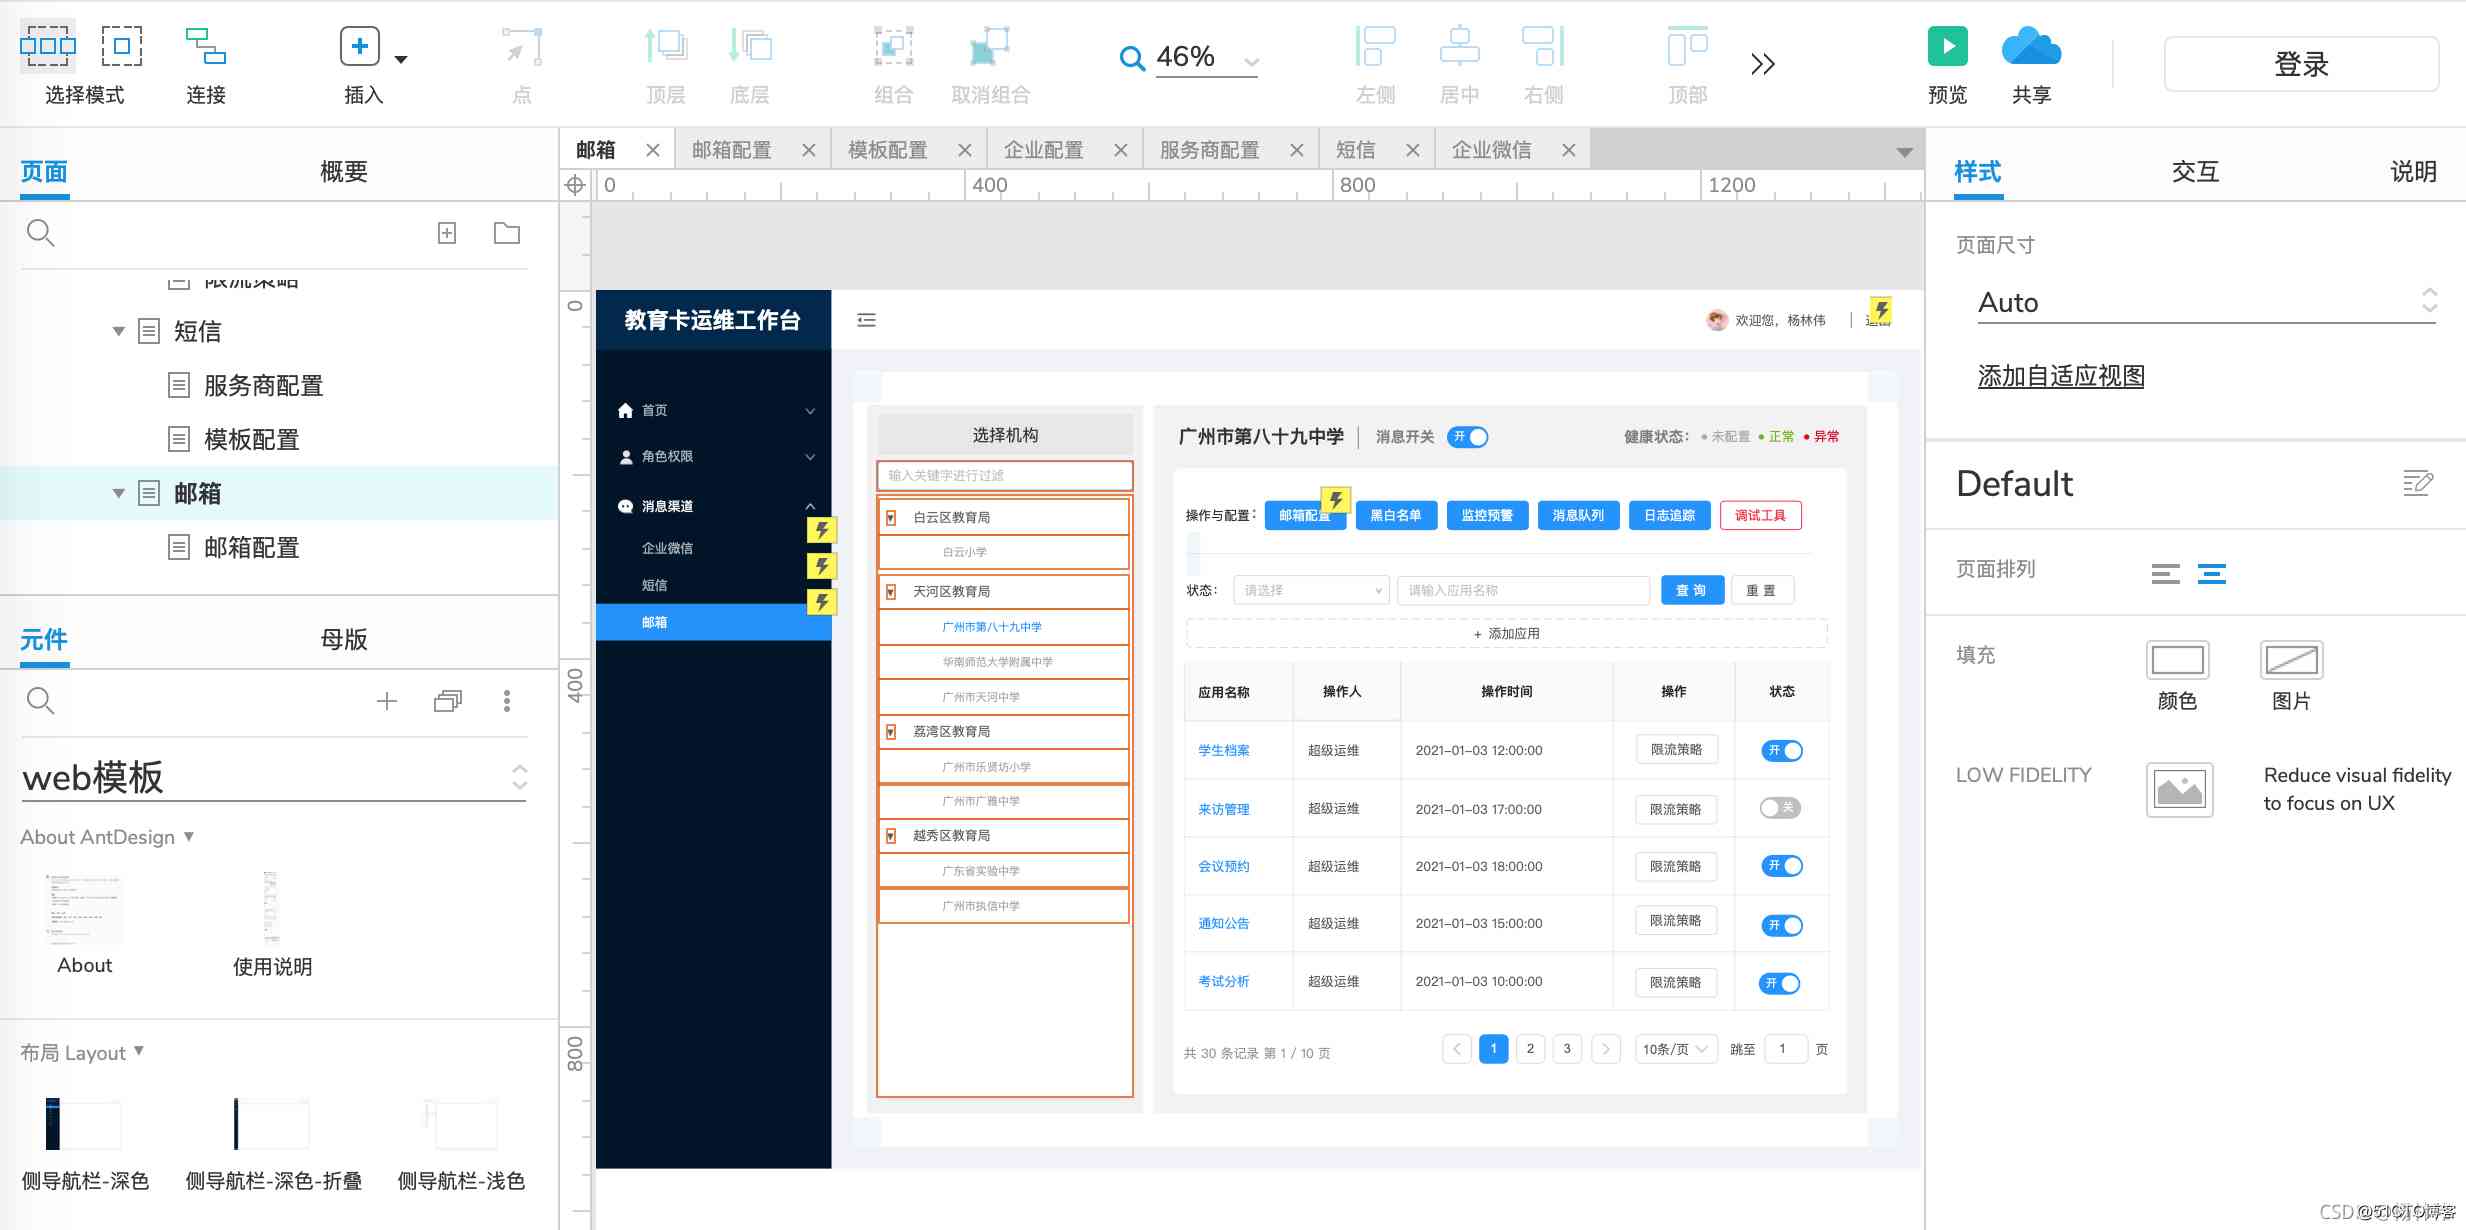 选择模式 连接 插入 点 顶层 底层 组合 取消组合 46% 左侧 居中 右侧 顶部 预览 共享 登录
页面 概要
限流策略
短信
服务商配置
模板配置
邮箱
邮箱配置
元件 母版
web模板
About AntDesign
About 使用说明
布局 Layout
侧导航栏-深色 侧导航栏-深色-折叠 侧导航栏-浅色
邮箱 邮箱配置 模板配置 企业配置 服务商配置 短信 企业微信
0 400 800 1200
0
400
800
教育卡运维工作台
欢迎您，杨林伟
首页
角色权限
消息渠道
企业微信
短信
邮箱
选择机构
输入关键字进行过滤
白云区教育局
白云小学
天河区教育局
广州市第八十九中学
华南师范大学附属中学
广州市天河中学
荔湾区教育局
广州市乐贤坊小学
广州市广雅中学
越秀区教育局
广东省实验中学
广州市执信中学
广州市第八十九中学 消息开关 开 健康状态： 未配置 正常 异常
操作与配置： 邮箱配置 黑白名单 监控预警 消息队列 日志追踪 调试工具
状态： 请选择 请输入应用名称 查 询 重 置
+ 添加应用
应用名称 操作人 操作时间 操作 状态
学生档案 超级运维 2021-01-03 12:00:00 限流策略 开
来访管理 超级运维 2021-01-03 17:00:00 限流策略 关
会议预约 超级运维 2021-01-03 18:00:00 限流策略 开
通知公告 超级运维 2021-01-03 15:00:00 限流策略 开
考试分析 超级运维 2021-01-03 10:00:00 限流策略 开
共 30 条记录 第 1 / 10 页 1 2 3 10条/页 跳至 1 页
样式 交互 说明
页面尺寸
Auto
添加自适应视图
Default
页面排列
填充
颜色 图片
LOW FIDELITY Reduce visual fidelity
to focus on UX
@51CTO博客